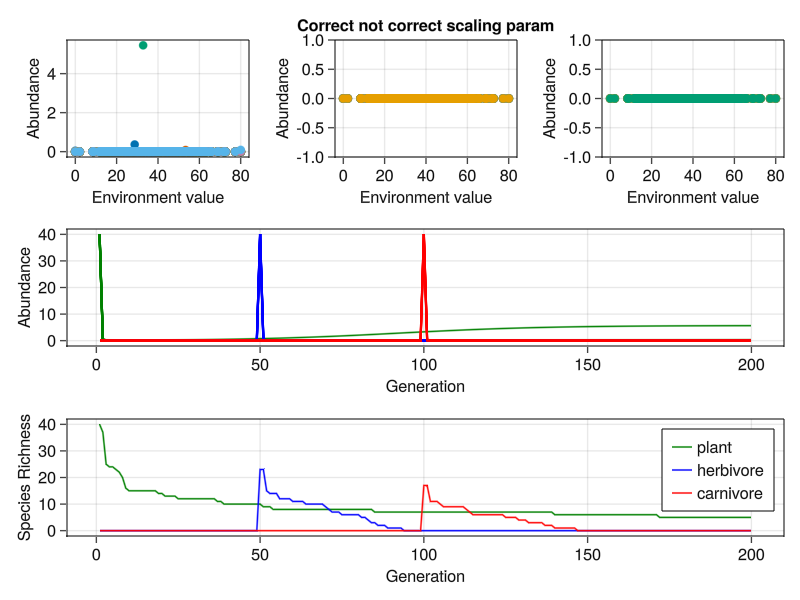 Correct not correct scaling param
Abundance
4
2
0
0 20 40 60 80
Environment value
Abundance
1.0
0.5
0.0
-0.5
-1.0
0 20 40 60 80
Environment value
Abundance
1.0
0.5
0.0
-0.5
-1.0
0 20 40 60 80
Environment value
Abundance
40
30
20
10
0
0 50 100 150 200
Generation
Species Richness
40
30
20
10
0
plant
herbivore
carnivore
0 50 100 150 200
Generation